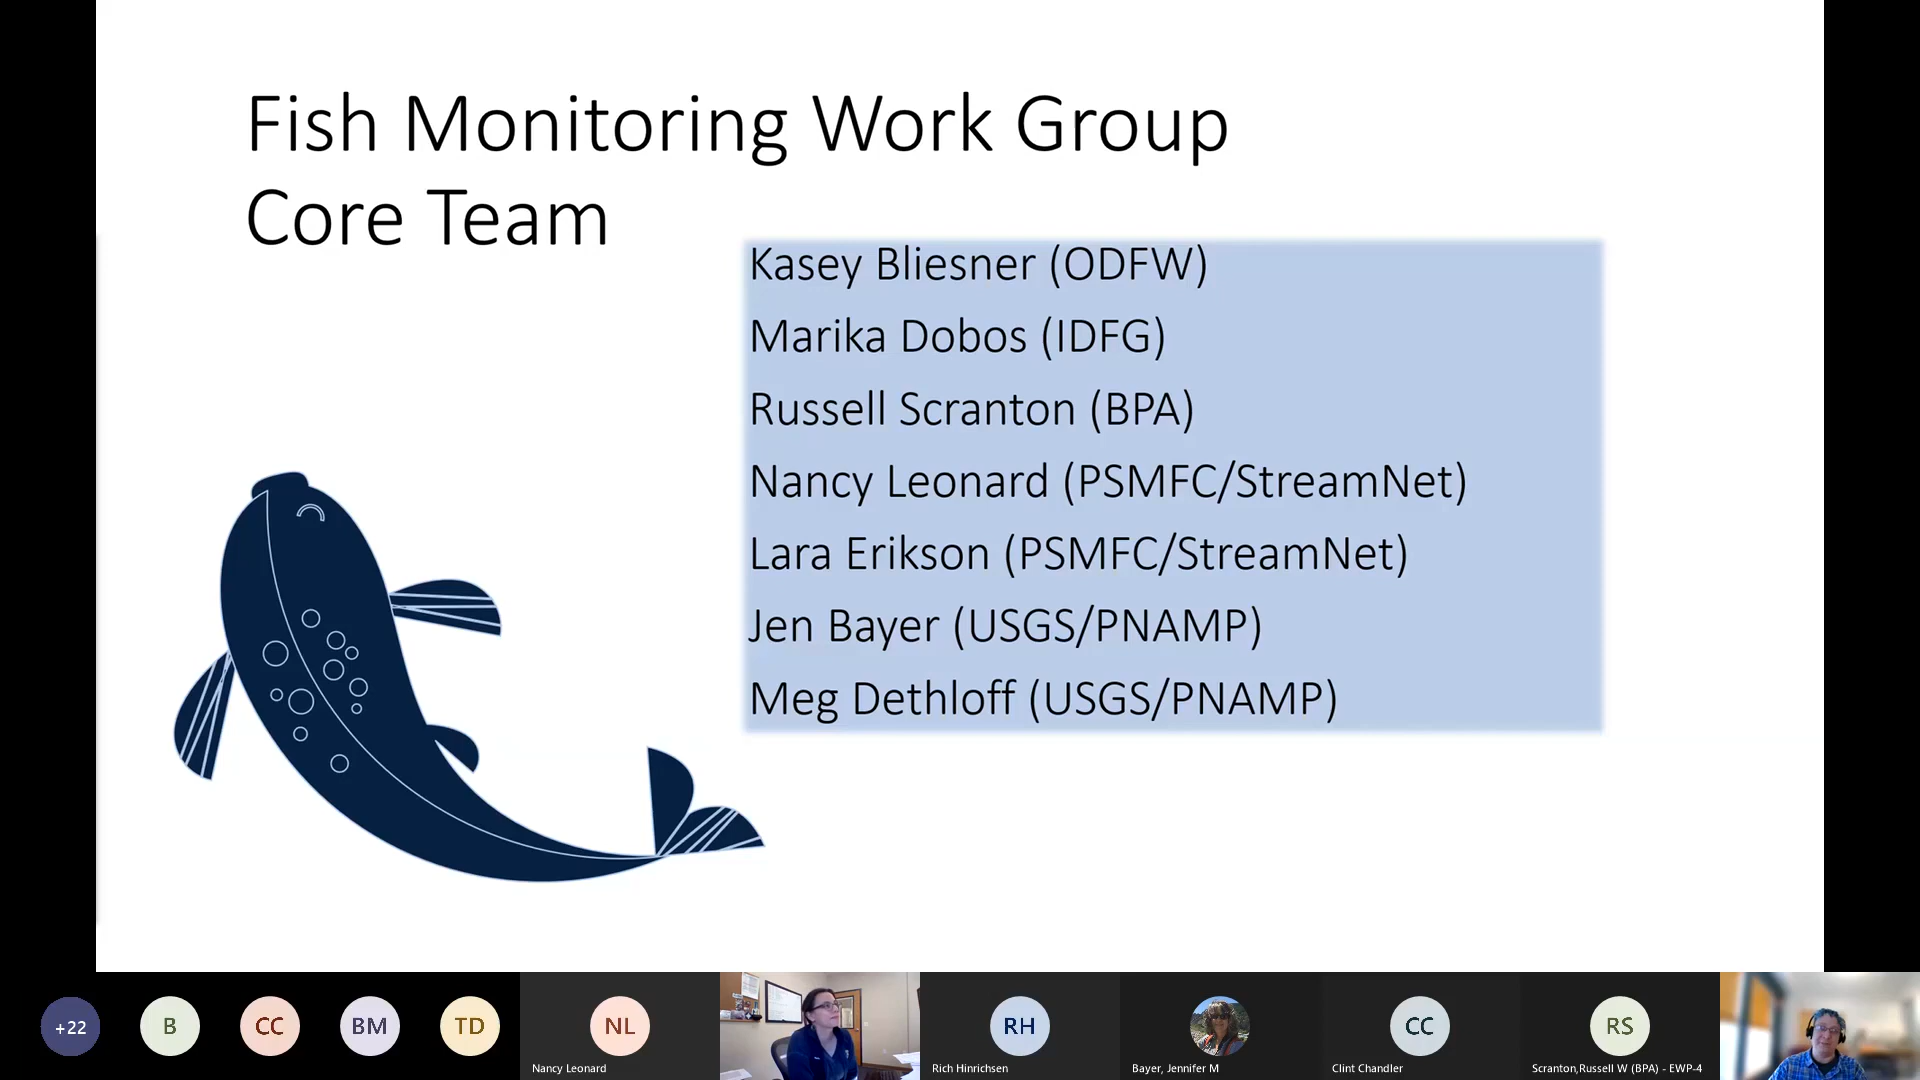 Fish Monitoring Work Group
Core Team
Kasey Bliesner (ODFW)
Marika Dobos (IDFG)
Russell Scranton (BPA)
Nancy Leonard (PSMFC/StreamNet)
Lara Erikson (PSMFC/StreamNet)
Jen Bayer (USGS/PNAMP)
Meg Dethloff (USGS/PNAMP)
+22
B
CC
BM
TD
NL
Nancy Leonard
RH
Rich Hinrichsen
Bayer, Jennifer M
CC
Clint Chandler
RS
Scranton,Russell W (BPA) - EWP-4